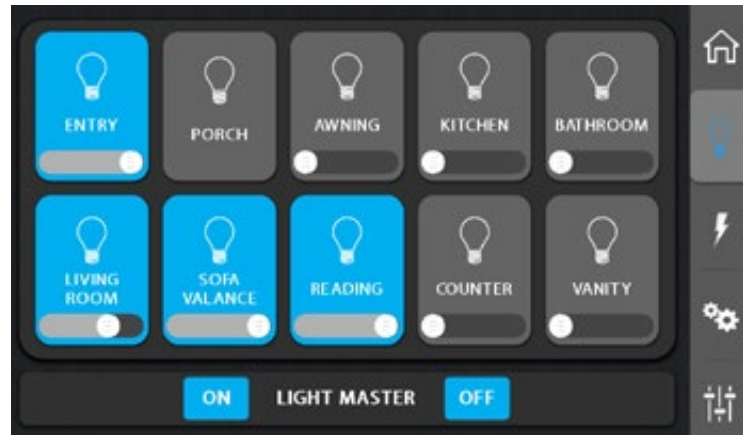 ENTRY
PORCH
AWNING
KITCHEN
BATHROOM
LIVING
ROOM
SOFA
VALANCE
READING
COUNTER
VANITY
ON LIGHT MASTER OFF